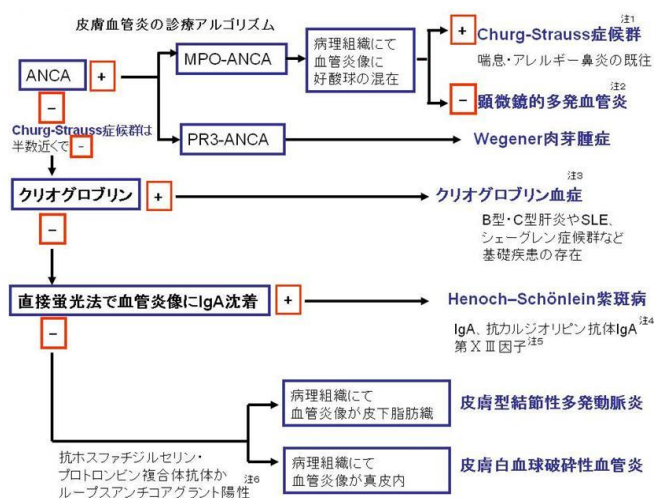 皮膚血管炎の診療アルゴリズム
ANCA
+
MPO-ANCA
病理組織にて
血管炎像に
好酸球の混在
+
Churg-Strauss症候群 注1
喘息・アレルギー鼻炎の既往
−
顕微鏡的多発血管炎 注2
−
Churg-Strauss症候群は
半数近くで −
PR3-ANCA
Wegener肉芽腫症
クリオグロブリン
+
クリオグロブリン血症 注3
B型・C型肝炎やSLE、
シェーグレン症候群など
基礎疾患の存在
−
直接蛍光法で血管炎像にIgA沈着
+
Henoch–Schönlein紫斑病
IgA、抗カルジオリピン抗体IgA 注4
第ⅩⅢ因子 注5
−
病理組織にて
血管炎像が皮下脂肪織
皮膚型結節性多発動脈炎
抗ホスファチジルセリン・
プロトロンビン複合体抗体か
ループスアンチコアグラント陽性 注6
病理組織にて
血管炎像が真皮内
皮膚白血球破砕性血管炎